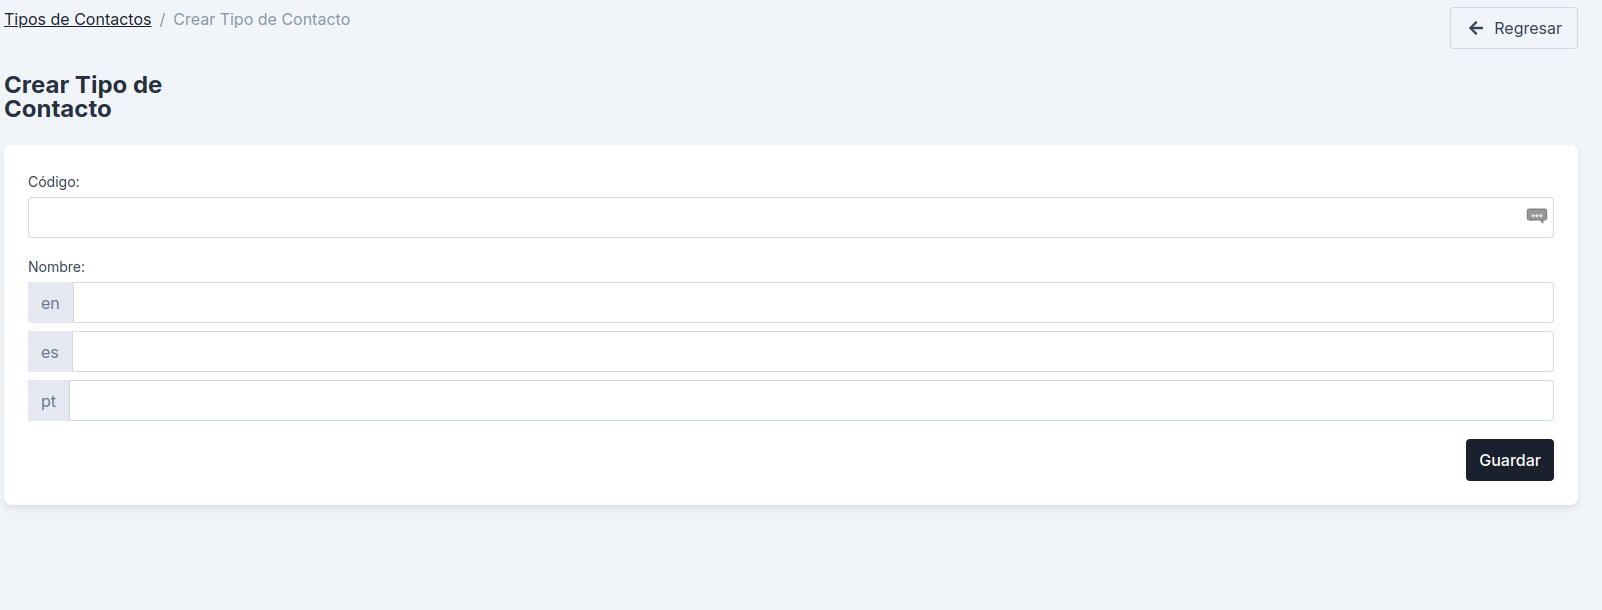 Tipos de Contactos / Crear Tipo de Contacto
Regresar
Crear Tipo de
Contacto
Código:
Nombre:
en
es
pt
Guardar